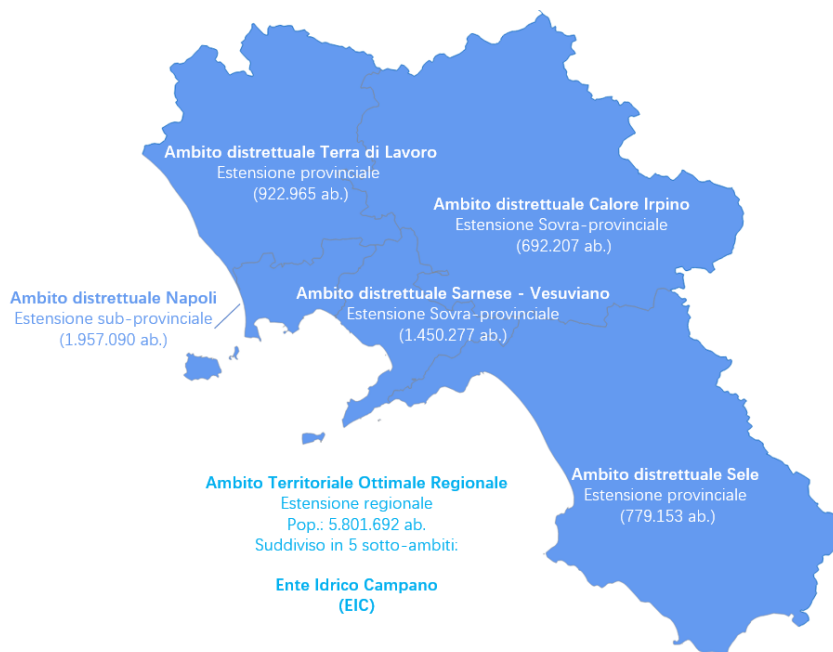 Ambito distrettuale Terra di Lavoro
Estensione provinciale
(922.965 ab.)
Ambito distrettuale Calore Irpino
Estensione Sovra-provinciale
(692.207 ab.)
Ambito distrettuale Napoli
Estensione sub-provinciale
(1.957.090 ab.)
Ambito distrettuale Sarnese - Vesuviano
Estensione Sovra-provinciale
(1.450.277 ab.)
Ambito distrettuale Sele
Estensione provinciale
(779.153 ab.)
Ambito Territoriale Ottimale Regionale
Estensione regionale
Pop.: 5.801.692 ab.
Suddiviso in 5 sotto-ambiti:
Ente Idrico Campano
(EIC)